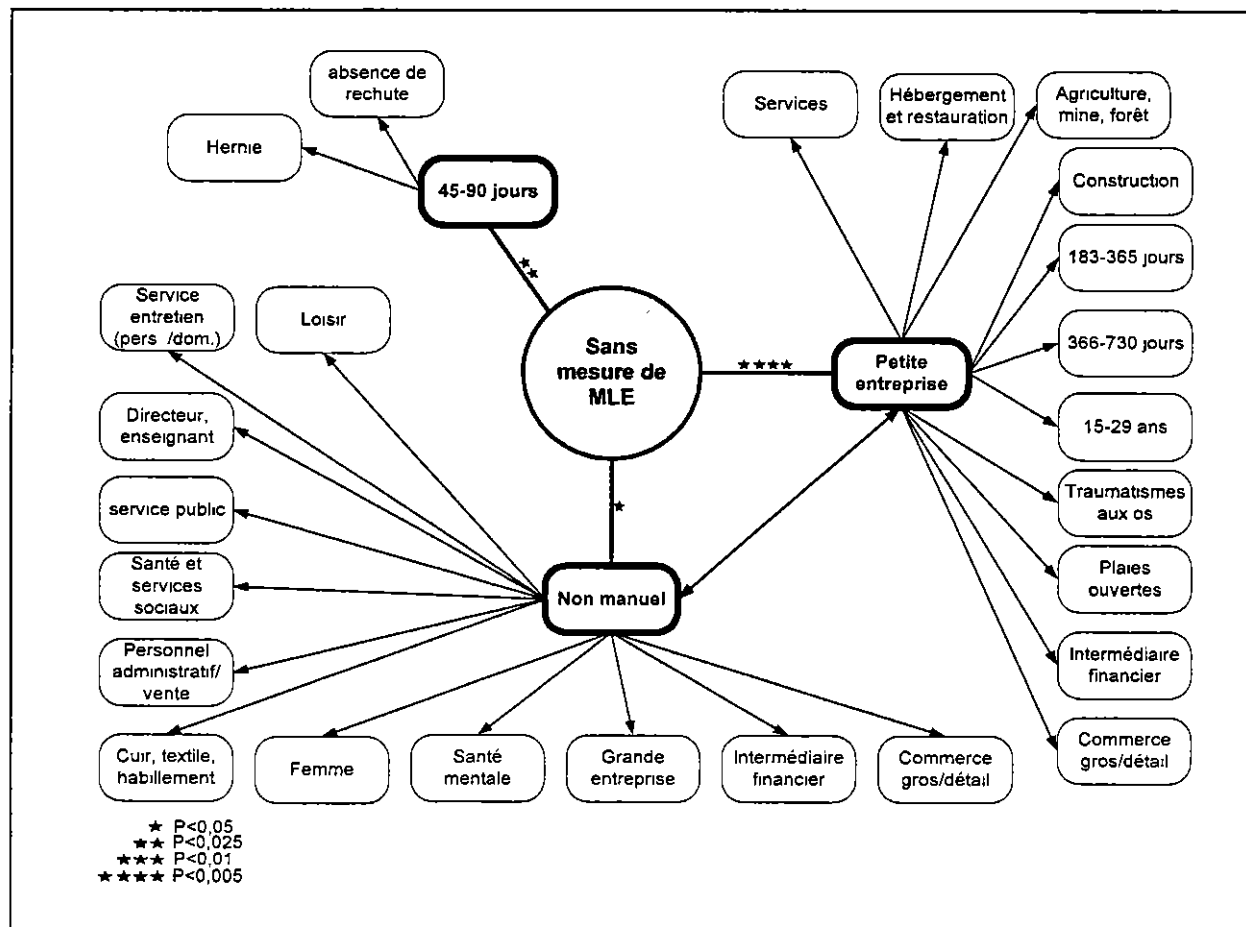 absence de
rechute
Hernie
45-90 jours
Services
Hébergement
et restauration
Agriculture,
mine, forêt
Construction
183-365 jours
366-730 jours
15-29 ans
Traumatismes
aux os
Plaies
ouvertes
Intermédiaire
financier
Commerce
gros/détail
Petite
entreprise
★★★★
★★
Sans
mesure de
MLE
★
Service
entretien
(pers /dom.)
Loisir
Directeur,
enseignant
service public
Santé et
services
sociaux
Personnel
administratif/
vente
Non manuel
Cuir, textile,
habillement
Femme
Santé
mentale
Grande
entreprise
Intermédiaire
financier
Commerce
gros/détail
★ P<0,05
★★ P<0,025
★★★ P<0,01
★★★★ P<0,005